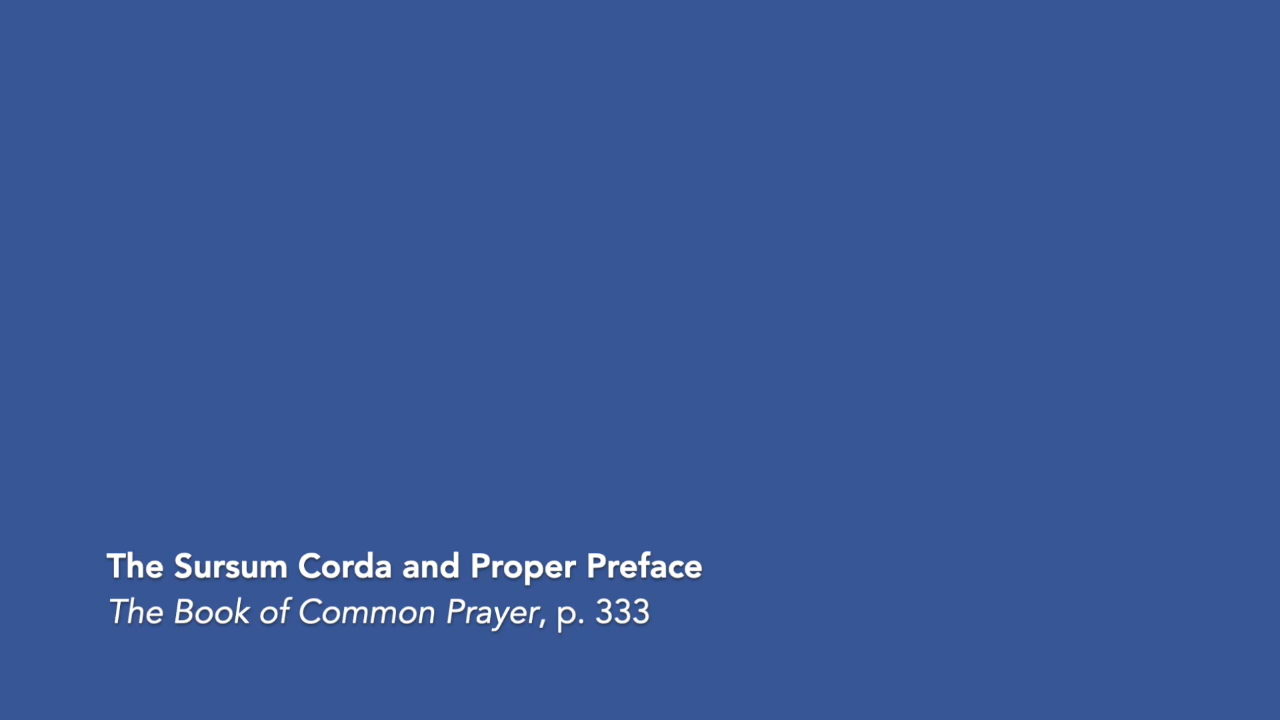 The Sursum Corda and Proper Preface
The Book of Common Prayer, p. 333